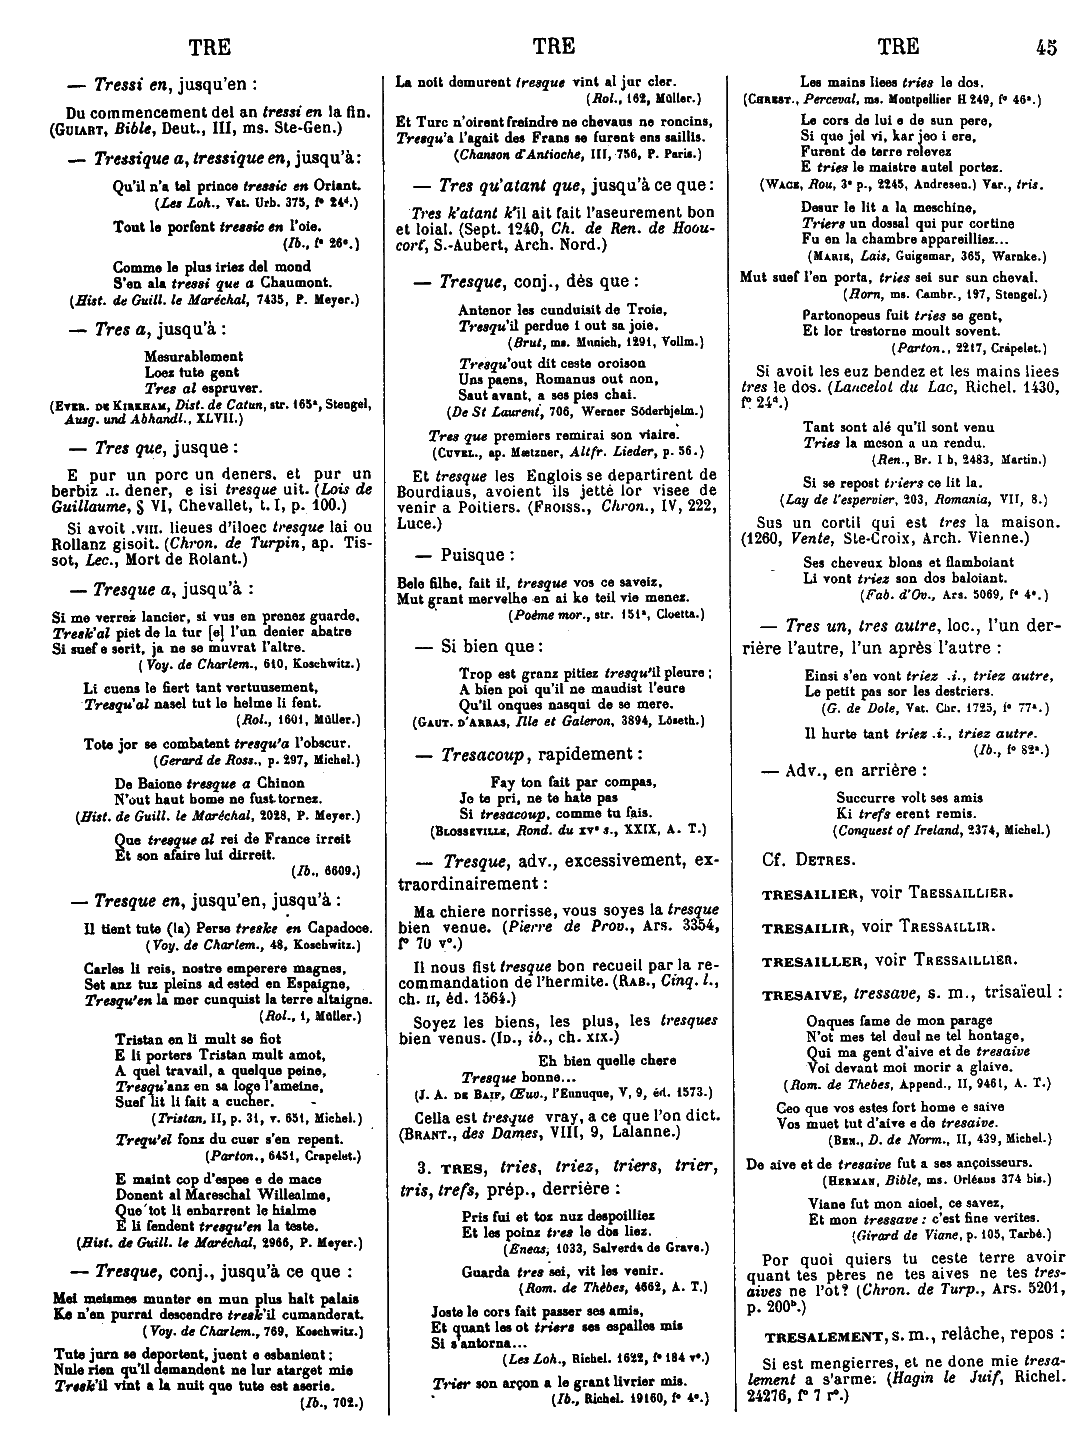 TRE
TRE
TRE
45
— Tressi en, jusqu'en :
Du commencement del an tressi en la fin.
(GUIART, Bible, Deut., III, ms. Ste-Gen.)
— Tressique a, tressique en, jusqu'à:
Qu'il n'a tel prince tressic en Oriant.
(Les Loh., Vat. Urb. 375, f° 24ᵈ.)
Tout le porfent tressic en l'oie.
(Ib., f° 26ᵉ.)
Comme le plus iriez del mond
S'en ala tressi que a Chaumont.
(Hist. de Guill. le Maréchal, 7435, P. Meyer.)
— Tres a, jusqu'à :
Mesurablement
Loez tute gent
Tres al espruver.
(EVER. DE KIRKHAM, Dist. de Catun, str. 165ᵃ, Stengel,
Ausg. und Abhandl., XLVII.)
— Tres que, jusque :
E pur un porc un deners, et pur un
berbiz .I. dener, e isi tresque uit. (Lois de
Guillaume, § VI, Chevallet, t. I, p. 100.)
Si avoit .VIII. lieues d'iloec tresque lai ou
Rollanz gisoit. (Chron. de Turpin, ap. Tis-
sot, Lec., Mort de Rolant.)
— Tresque a, jusqu'à :
Si me verrez lancier, si vus en prenez guarde,
Tresk'al piet de la tur [e] l'un denier abatre
Si suef e serit, ja ne se muvrat l'altre.
(Voy. de Charlem., 610, Koschwitz.)
Li cuens le fiert tant vertuusement,
Tresqu'al nasel tut le helme li fent.
(Rol., 1601, Müller.)
Tote jor se combatent tresqu'a l'obscur.
(Gerard de Ross., p. 297, Michel.)
De Baione tresque a Chinon
N'out haut home ne fust tornez.
(Hist. de Guill. le Maréchal, 2028, P. Meyer.)
Que tresque al rei de France irreit
Et son afaire lui dirreit.
(Ib., 6609.)
— Tresque en, jusqu'en, jusqu'à :
Il tient tute (la) Perse treske en Capadoce.
(Voy. de Charlem., 48, Koschwitz.)
Carles li reis, nostre emperere magnes,
Set anz tuz pleins ad ested en Espaigne,
Tresqu'en la mer cunquist la terre altaigne.
(Rol., 1, Müller.)
Tristan en li mult se fiot
E li porters Tristan mult amot,
A quel travail, a quelque peine,
Tresqu'anz en sa loge l'ameine,
Suef lit li fait a cucher.
(Tristan, II, p. 31, v. 651, Michel.)
Trequ'el fonz du cuer s'en repent.
(Parton., 6451, Crapelet.)
E maint cop d'espee e de mace
Donent al Mareschal Willealme,
Que tot li enbarrent le hialme
E li fendent tresqu'en la teste.
(Hist. de Guill. le Maréchal, 2966, P. Meyer.)
— Tresque, conj., jusqu'à ce que :
Mei meismes munter en mun plus halt palais
Ke n'en purrai descendre tresk'il cumanderat.
(Voy. de Charlem., 769, Koschwitz.)
Tute jurn se deportent, juent e esbanient ;
Nule rien qu'il demandent ne lur atarget mie
Tresk'il vint a la nuit que tute est aserie.
(Ib., 702.)
La noit demurent tresque vint al jur cler.
(Rol., 162, Müller.)
Et Turc n'oirent freindre ne chevaus ne roncins,
Tresqu'a l'agait des Frans se furent ens saillis.
(Chanson d'Antioche, III, 756, P. Paris.)
— Tres qu'atant que, jusqu'à ce que :
Tres k'atant k'il ait fait l'aseurement bon
et loial. (Sept. 1240, Ch. de Ren. de Hoou-
cort, S.-Aubert, Arch. Nord.)
— Tresque, conj., dès que :
Antenor les cunduisit de Troie,
Tresqu'il perdue i out sa joie.
(Brut, ms. Munich, 1291, Vollm.)
Tresqu'out dit ceste oroison
Uns paens, Romanus out non,
Saut avant, a ses pies chai.
(De St Laurent, 706, Werner Söderhjelm.)
Tres que premiers remirai son viaire.
(CUVEL., ap. Mætzner, Altfr. Lieder, p. 56.)
Et tresque les Englois se departirent de
Bourdiaus, avoient ils jetté lor visee de
venir a Poitiers. (FROISS., Chron., IV, 222,
Luce.)
— Puisque :
Bele filhe, fait il, tresque vos ce saveiz,
Mut grant mervelhe en ai ke teil vie menez.
(Poème mor., str. 151ᵃ, Cloetta.)
— Si bien que :
Trop est granz pitiez tresqu'il pleure ;
A bien poi qu'il ne maudist l'eure
Qu'il onques nasqui de se mere.
(GAUT. D'ARRAS, Ille et Galeron, 3894, Löseth.)
— Tresacoup, rapidement :
Fay ton fait par compas,
Je te pri, ne te hate pas
Si tresacoup, comme tu fais.
(BLOSSEVILLE, Rond. du XVᵉ s., XXIX, A. T.)
— Tresque, adv., excessivement, ex-
traordinairement :
Ma chiere norrisse, vous soyes la tresque
bien venue. (Pierre de Prov., Ars. 3354,
f° 70 v°.)
Il nous fist tresque bon recueil par la re-
commandation de l'hermite. (RAB., Cinq. l.,
ch. II, éd. 1564.)
Soyez les biens, les plus, les tresques
bien venus. (ID., ib., ch. XIX.)
Eh bien quelle chere
Tresque bonne...
(J. A. DE BAIF, Œuv., l'Eunuque, V, 9, éd. 1573.)
Cella est tresque vray, a ce que l'on dict.
(BRANT., des Dames, VIII, 9, Lalanne.)
3. TRES, tries, triez, triers, trier,
tris, trefs, prép., derrière :
Pris fui et toz nuz despoilliez
Et les poinz tres le dos liez.
(Eneas, 1033, Salverda de Grave.)
Guarda tres sei, vit les venir.
(Rom. de Thèbes, 4662, A. T.)
Joste le cors fait passer ses amis,
Et quant les ot triers ses espalles mis
Si s'antorna...
(Les Loh., Richel. 1622, f° 184 v°.)
Trier son arçon a le grant livrier mis.
(Ib., Richel. 19160, f° 4ᵉ.)
Les mains liees tries le dos.
(CHREST., Perceval, ms. Montpellier H 249, f° 46ᵉ.)
Le cors de lui e de sun pere,
Si que jel vi, kar jeo i ere,
Furent de terre relevez
E tries le maistre autel portez.
(WACE, Rou, 3ᵉ p., 2245, Andresen.) Var., tris.
Desur le lit a la meschine,
Triers un dossal qui pur cortine
Fu en la chambre appareilliez...
(MARIE, Lais, Guigemar, 365, Warnke.)
Mut suef l'en porta, tries sei sur sun cheval.
(Horn, ms. Cambr., 197, Stengel.)
Partonopeus fuit tries se gent,
Et lor trestorne moult sovent.
(Parton., 2217, Crápelet.)
Si avoit les euz bendez et les mains liees
tres le dos. (Lancelot du Lac, Richel. 1430,
f° 24ᵈ.)
Tant sont alé qu'il sont venu
Tries la meson a un rendu.
(Ren., Br. I b, 2483, Martin.)
Si se repost triers ce lit la.
(Lay de l'espervier, 203, Romania, VII, 8.)
Sus un cortil qui est tres la maison.
(1260, Vente, Ste-Croix, Arch. Vienne.)
Ses cheveux blons et flamboiant
Li vont triez son dos baloiant.
(Fab. d'Ov., Ars. 5069, f° 4ᵉ.)
— Tres un, tres autre, loc., l'un der-
rière l'autre, l'un après l'autre :
Einsi s'en vont triez .i., triez autre,
Le petit pas sor les destriers.
(G. de Dole, Vat. Chr. 1725, f° 77ᵃ.)
Il hurte tant triez .i., triez autre.
(Ib., f° 82ᵃ.)
— Adv., en arrière :
Succurre volt ses amis
Ki trefs erent remis.
(Conquest of Ireland, 2374, Michel.)
Cf. DETRES.
TRESAILIER, voir TRESSAILLIER.
TRESAILIR, voir TRESSAILLIR.
TRESAILLER, voir TRESSAILLIER.
TRESAIVE, tressave, s. m., trisaïeul :
Onques fame de mon parage
N'ot mes tel deul ne tel hontage,
Qui ma gent d'aive et de tresaive
Voi devant moi morir a glaive.
(Rom. de Thebes, Append., II, 9461, A. T.)
Ceo que vos estes fort home e saive
Vos muet tut d'aive e de tresaive.
(BEN., D. de Norm., II, 439, Michel.)
De aive et de tresaive fut a ses ançoisseurs.
(HERMAN, Bible, ms. Orléans 374 bis.)
Viane fut mon aioel, ce savez,
Et mon tressave : c'est fine verites.
(Girard de Viane, p. 105, Tarbé.)
Por quoi quiers tu ceste terre avoir
quant tes pères ne tes aives ne tes tres-
aives ne l'ot? (Chron. de Turp., Ars. 5201,
p. 200ᵇ.)
TRESALEMENT, s. m., relâche, repos :
Si est mengierres, et ne done mie tresa-
lement a s'arme. (Hagin le Juif, Richel.
24276, f° 7 r°.)